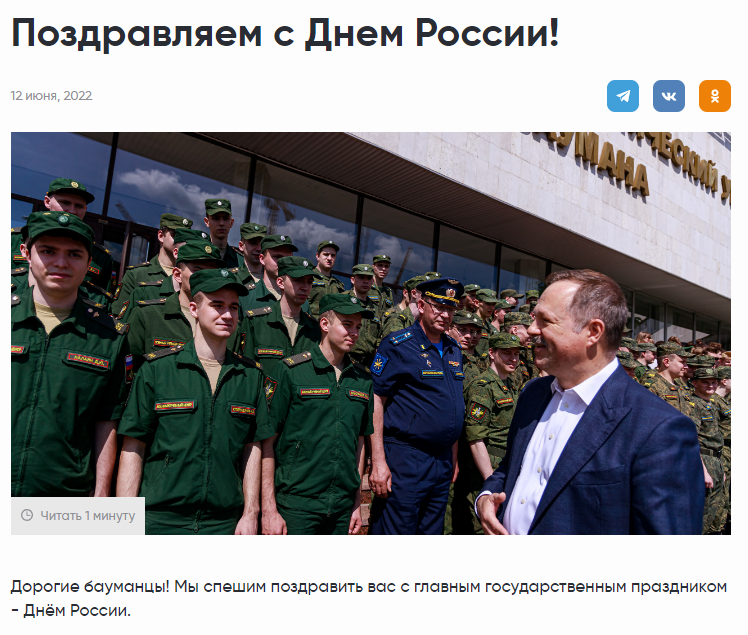 Поздравляем с Днем России!
12 июня, 2022
БАУМАНА
Читать 1 минуту
Дорогие бауманцы! Мы спешим поздравить вас с главным государственным праздником
- Днём России.